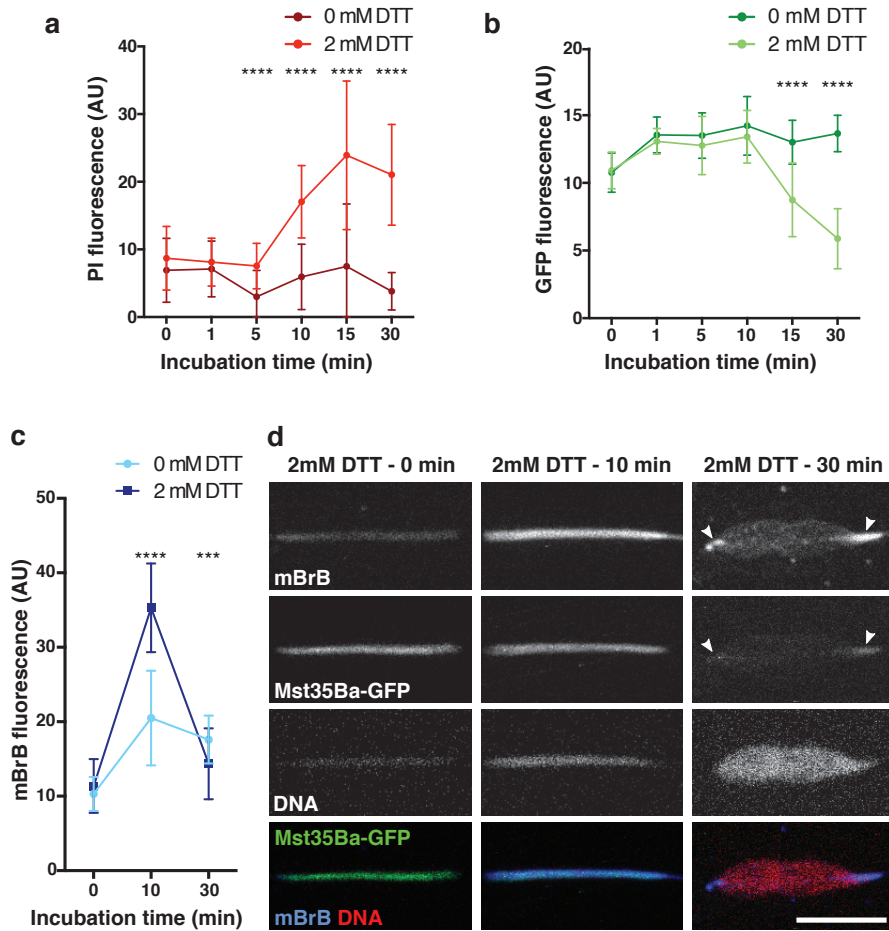 a
0 mM DTT
2 mM DTT
PI fluorescence (AU)
40
30
20
10
0
**** **** **** ****
0 1 5 10 15 30
Incubation time (min)
b
0 mM DTT
2 mM DTT
GFP fluorescence (AU)
20
15
10
5
0
**** ****
0 1 5 10 15 30
Incubation time (min)
c
0 mM DTT
2 mM DTT
mBrB fluorescence (AU)
50
40
30
20
10
0
**** ***
0 10 30
Incubation time (min)
d
2mM DTT - 0 min 2mM DTT - 10 min 2mM DTT - 30 min
mBrB
Mst35Ba-GFP
DNA
Mst35Ba-GFP
mBrB DNA